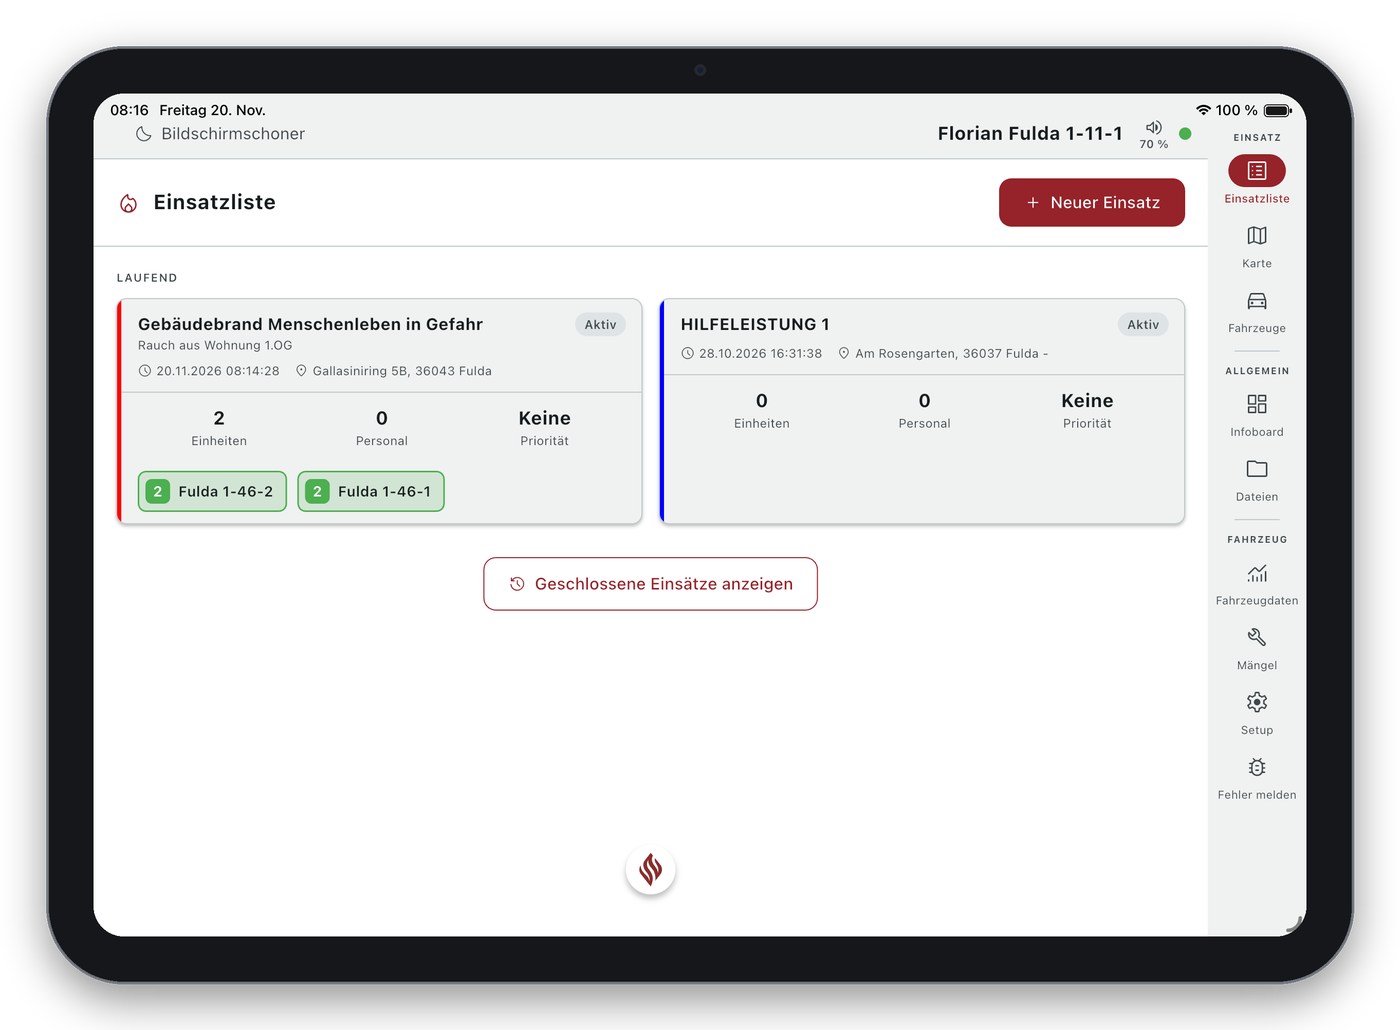 08:16 Freitag 20. Nov.
100 %
Bildschirmschoner
Florian Fulda 1-11-1
70 %
Einsatzliste
+ Neuer Einsatz
LAUFEND
Gebäudebrand Menschenleben in Gefahr
Aktiv
Rauch aus Wohnung 1.OG
20.11.2026 08:14:28 Gallasiniring 5B, 36043 Fulda
2 0 Keine
Einheiten Personal Priorität
2 Fulda 1-46-2 2 Fulda 1-46-1
HILFELEISTUNG 1
Aktiv
28.10.2026 16:31:38 Am Rosengarten, 36037 Fulda -
0 0 Keine
Einheiten Personal Priorität
Geschlossene Einsätze anzeigen
EINSATZ
Einsatzliste
Karte
Fahrzeuge
ALLGEMEIN
Infoboard
Dateien
FAHRZEUG
Fahrzeugdaten
Mängel
Setup
Fehler melden